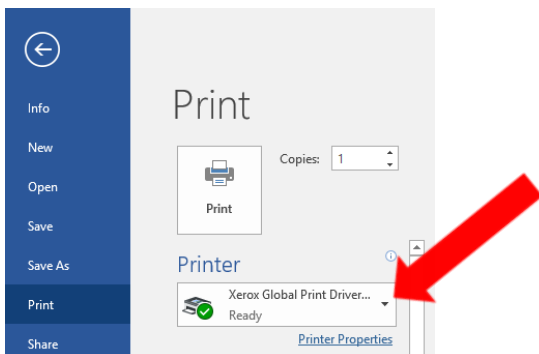 Info
New
Open
Save
Save As
Print
Share
Print
Copies: 1
Print
Printer
Xerox Global Print Driver...
Ready
Printer Properties